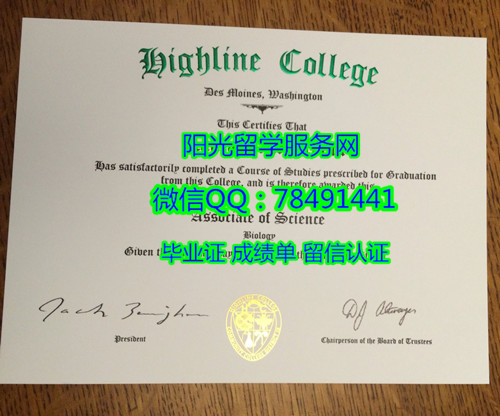 Highline College
Des Moines, Washington
This Certifies That
阳光留学服务网
Has satisfactorily completed a Course of Studies prescribed for Graduation
from this College, and is therefore awarded this
微信QQ：78491441
Associate of Science
Biology
Given
毕业证 成绩单 留信认证
President
Chairperson of the Board of Trustees